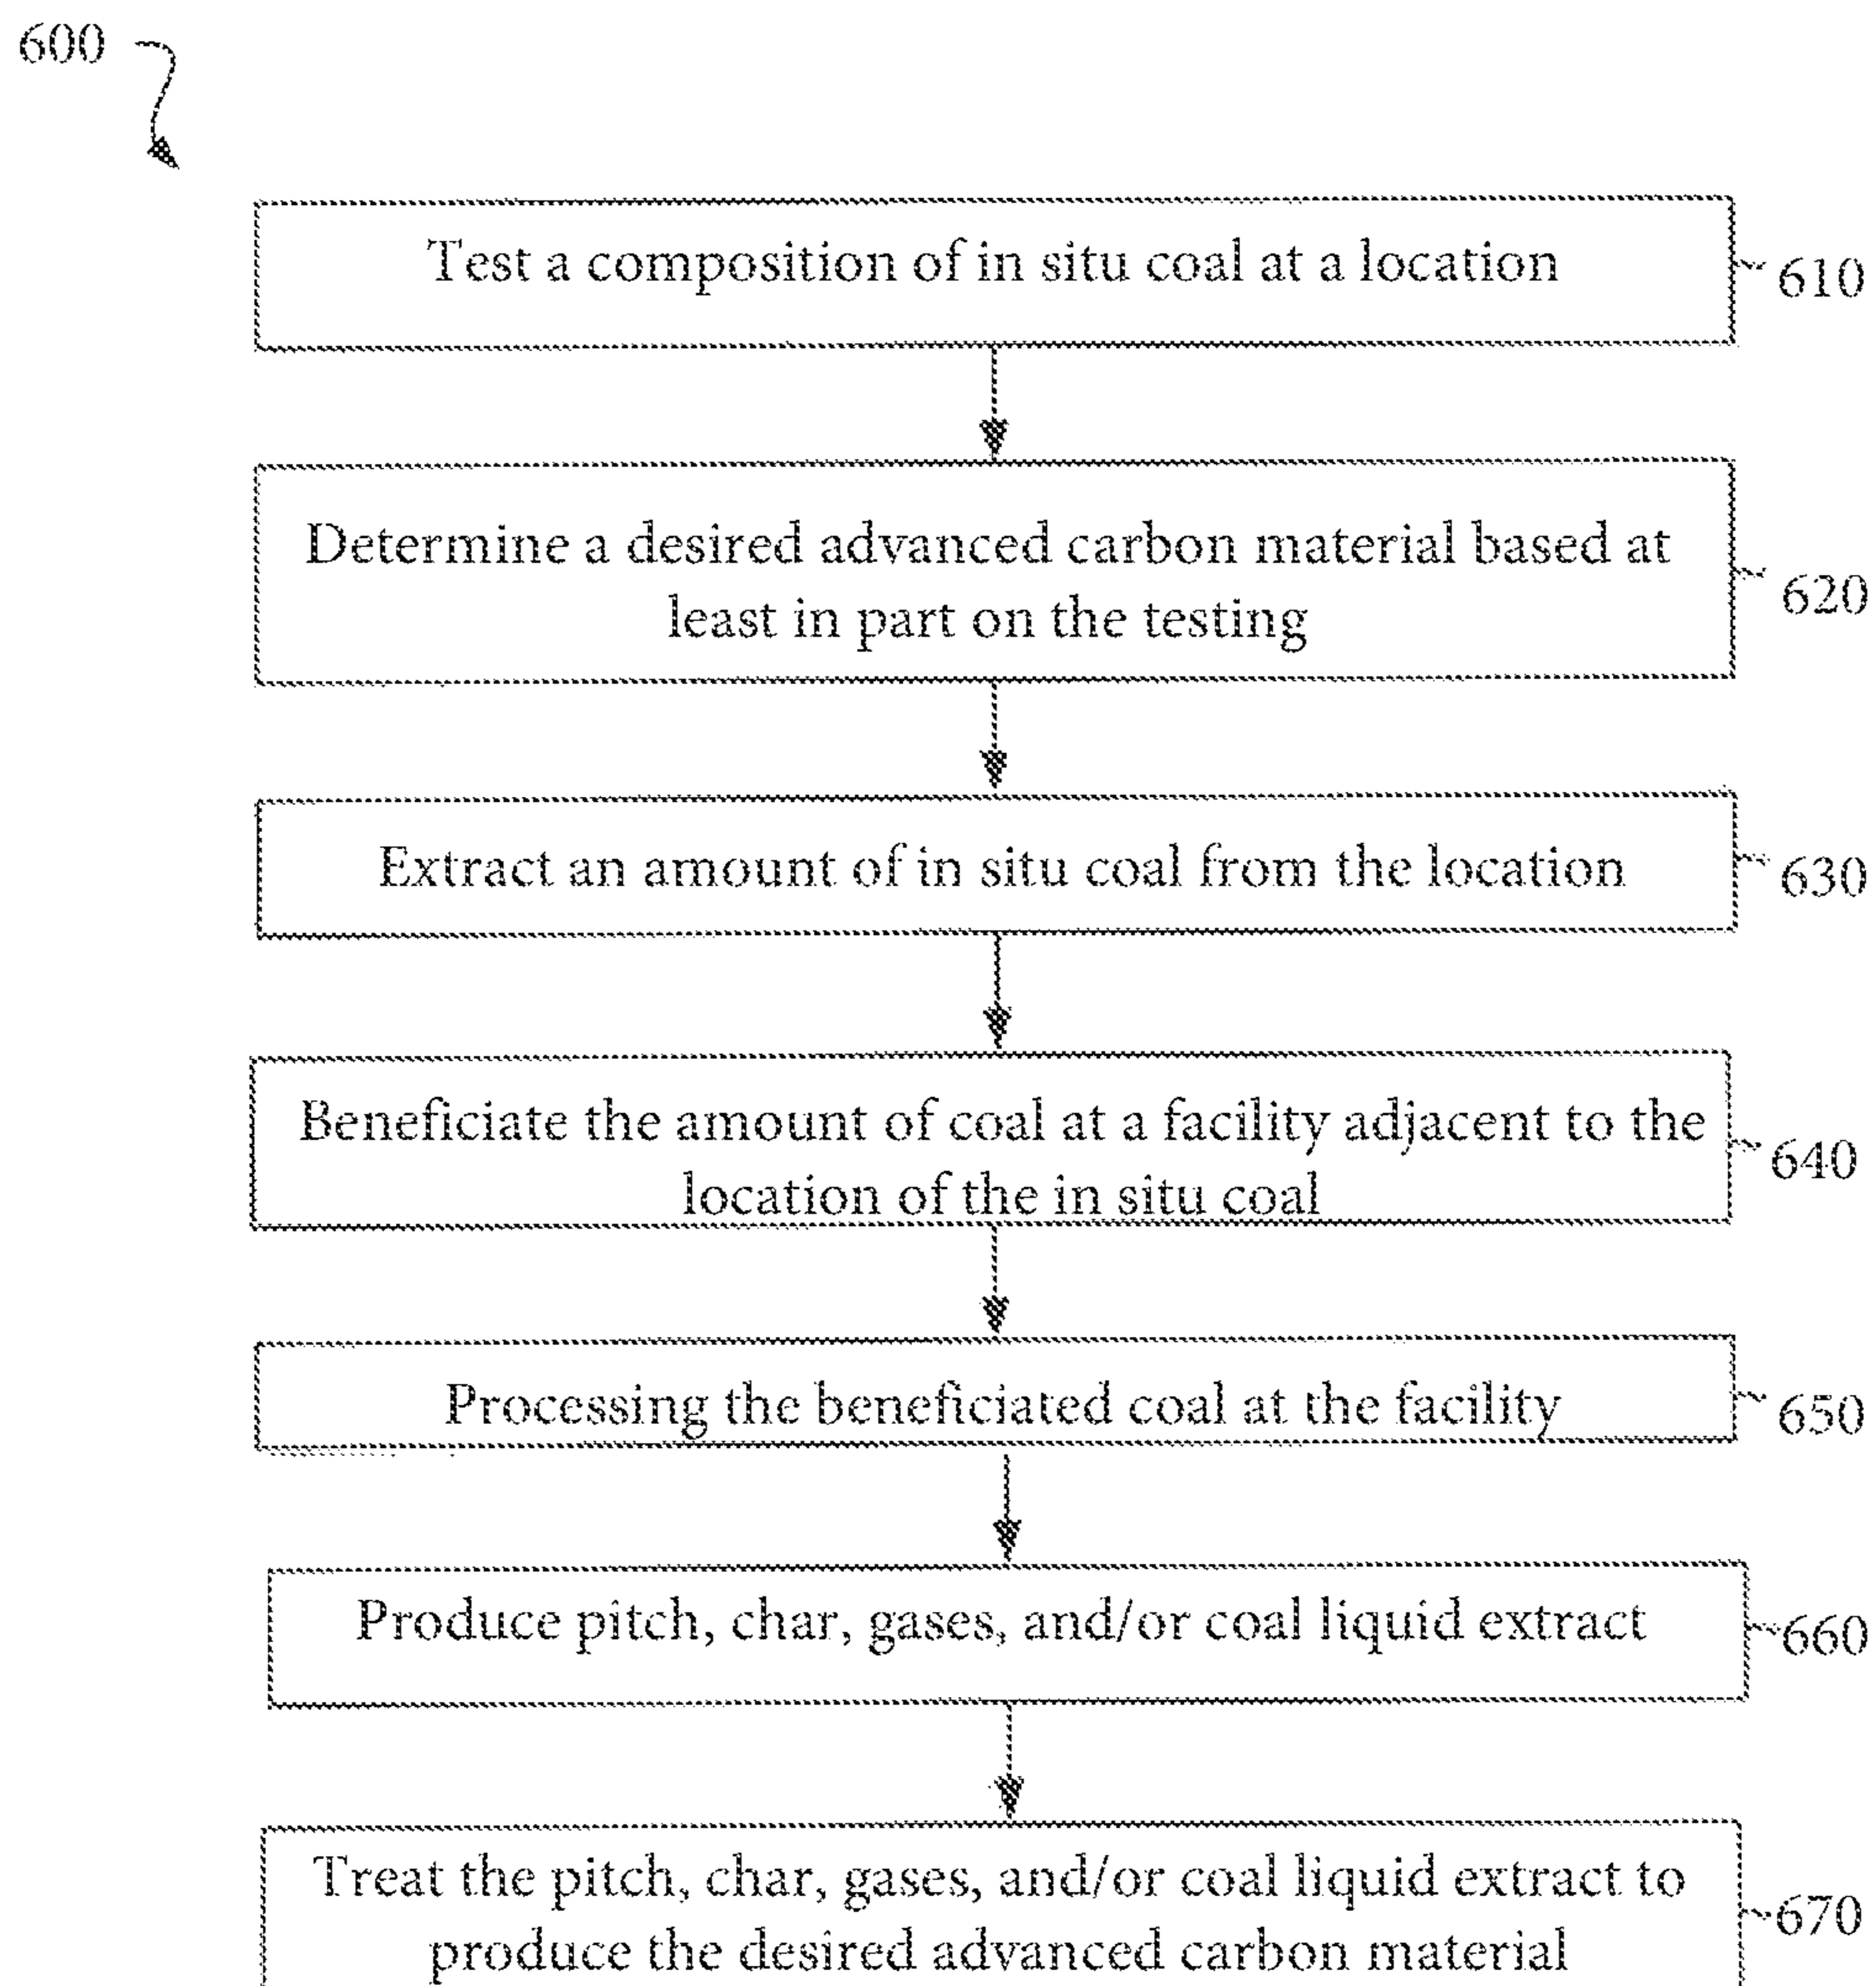 600
Test a composition of in situ coal at a location
610
Determine a desired advanced carbon material based at
least in part on the testing
620
Extract an amount of in situ coal from the location
630
Beneficiate the amount of coal at a facility adjacent to the
location of the in situ coal
640
Processing the beneficiated coal at the facility
650
Produce pitch, char, gases, and/or coal liquid extract
660
Treat the pitch, char, gases, and/or coal liquid extract to
produce the desired advanced carbon material
670